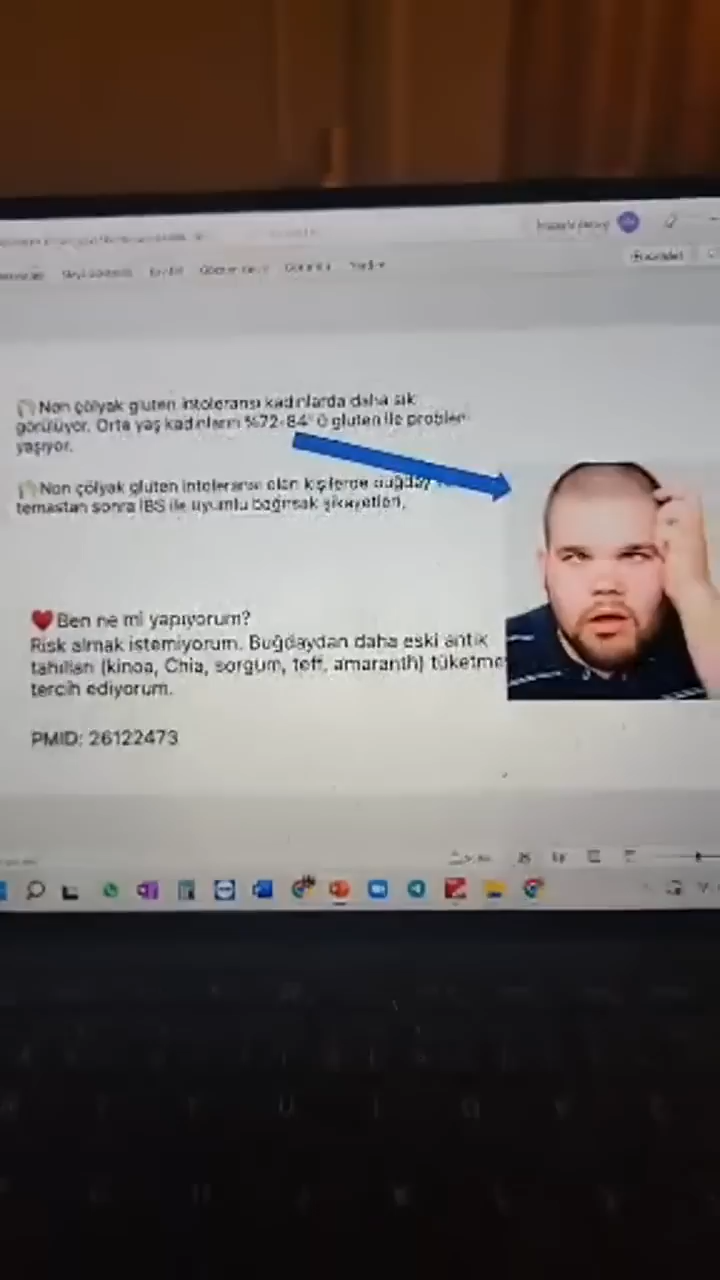 Non çölyak gluten intoleransı kadınlarda daha sık
görülüyor. Orta yaş kadınların %72-84' ü gluten ile problem
yaşıyor.
Non çölyak gluten intoleransı olan kişilerde buğday
temastan sonra İBS ile uyumlu bağırsak şikayetleri,
Ben ne mi yapıyorum?
Risk almak istemiyorum. Buğdaydan daha eski antik
tahılları (kinoa, Chia, sorgum, teff, amaranth) tüketme
tercih ediyorum.
PMID: 26122473